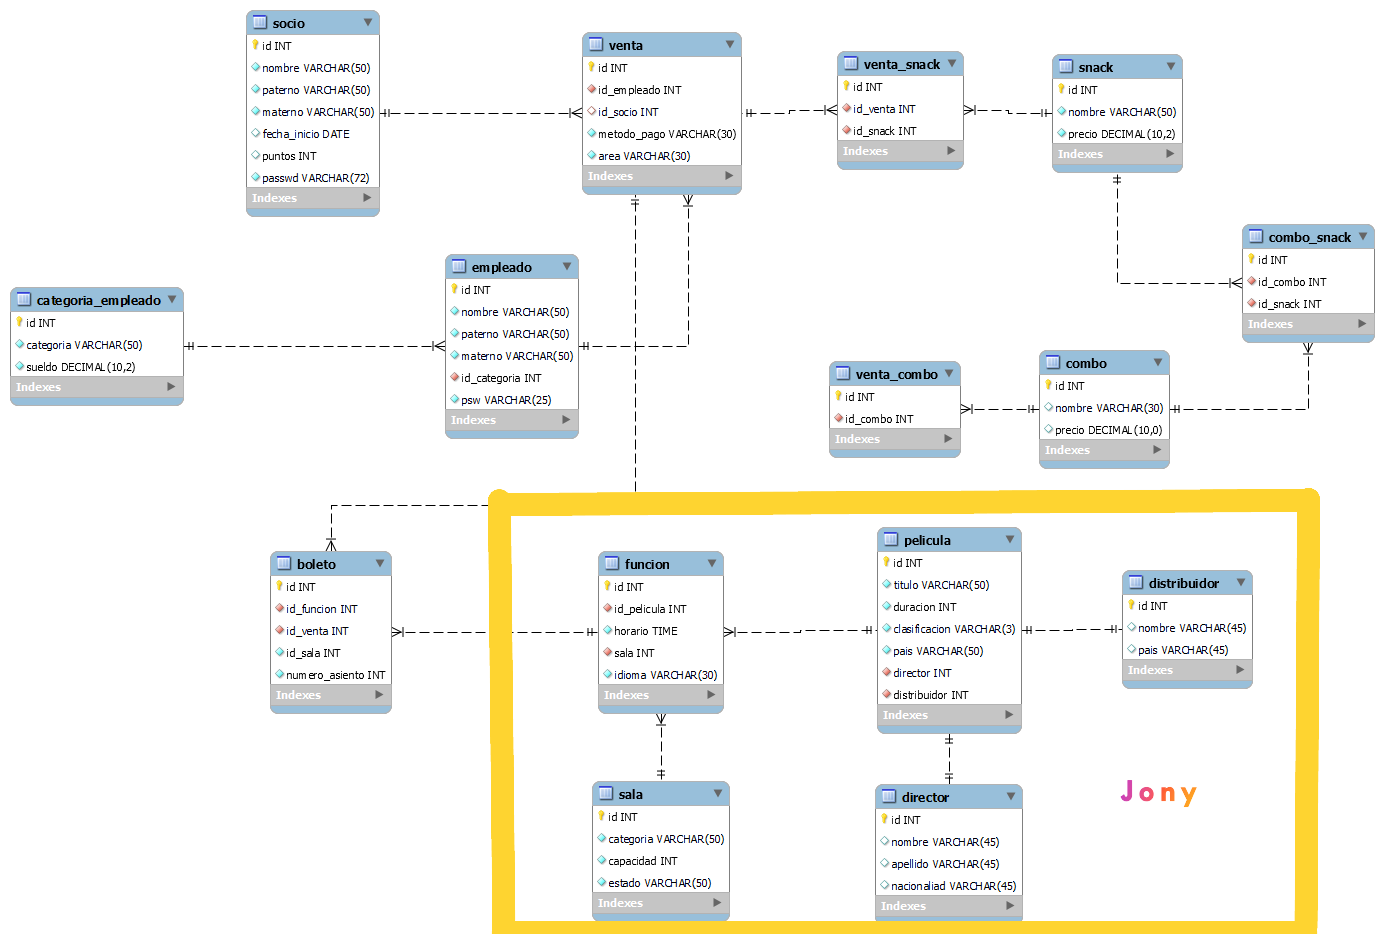 socio
id INT
nombre VARCHAR(50)
paterno VARCHAR(50)
materno VARCHAR(50)
fecha_inicio DATE
puntos INT
passwd VARCHAR(72)
Indexes
venta
id INT
id_empleado INT
id_socio INT
metodo_pago VARCHAR(30)
area VARCHAR(30)
Indexes
venta_snack
id INT
id_venta INT
id_snack INT
Indexes
snack
id INT
nombre VARCHAR(50)
precio DECIMAL(10,2)
Indexes
combo_snack
id INT
id_combo INT
id_snack INT
Indexes
categoria_empleado
id INT
categoria VARCHAR(50)
sueldo DECIMAL(10,2)
Indexes
empleado
id INT
nombre VARCHAR(50)
paterno VARCHAR(50)
materno VARCHAR(50)
id_categoria INT
psw VARCHAR(25)
Indexes
venta_combo
id INT
id_combo INT
Indexes
combo
id INT
nombre VARCHAR(30)
precio DECIMAL(10,0)
Indexes
boleto
id INT
id_funcion INT
id_venta INT
id_sala INT
numero_asiento INT
Indexes
funcion
id INT
id_pelicula INT
horario TIME
sala INT
idioma VARCHAR(30)
Indexes
pelicula
id INT
titulo VARCHAR(50)
duracion INT
clasificacion VARCHAR(3)
pais VARCHAR(50)
director INT
distribuidor INT
Indexes
distribuidor
id INT
nombre VARCHAR(45)
pais VARCHAR(45)
Indexes
sala
id INT
categoria VARCHAR(50)
capacidad INT
estado VARCHAR(50)
Indexes
director
id INT
nombre VARCHAR(45)
apellido VARCHAR(45)
nacionaliad VARCHAR(45)
Indexes
Jony